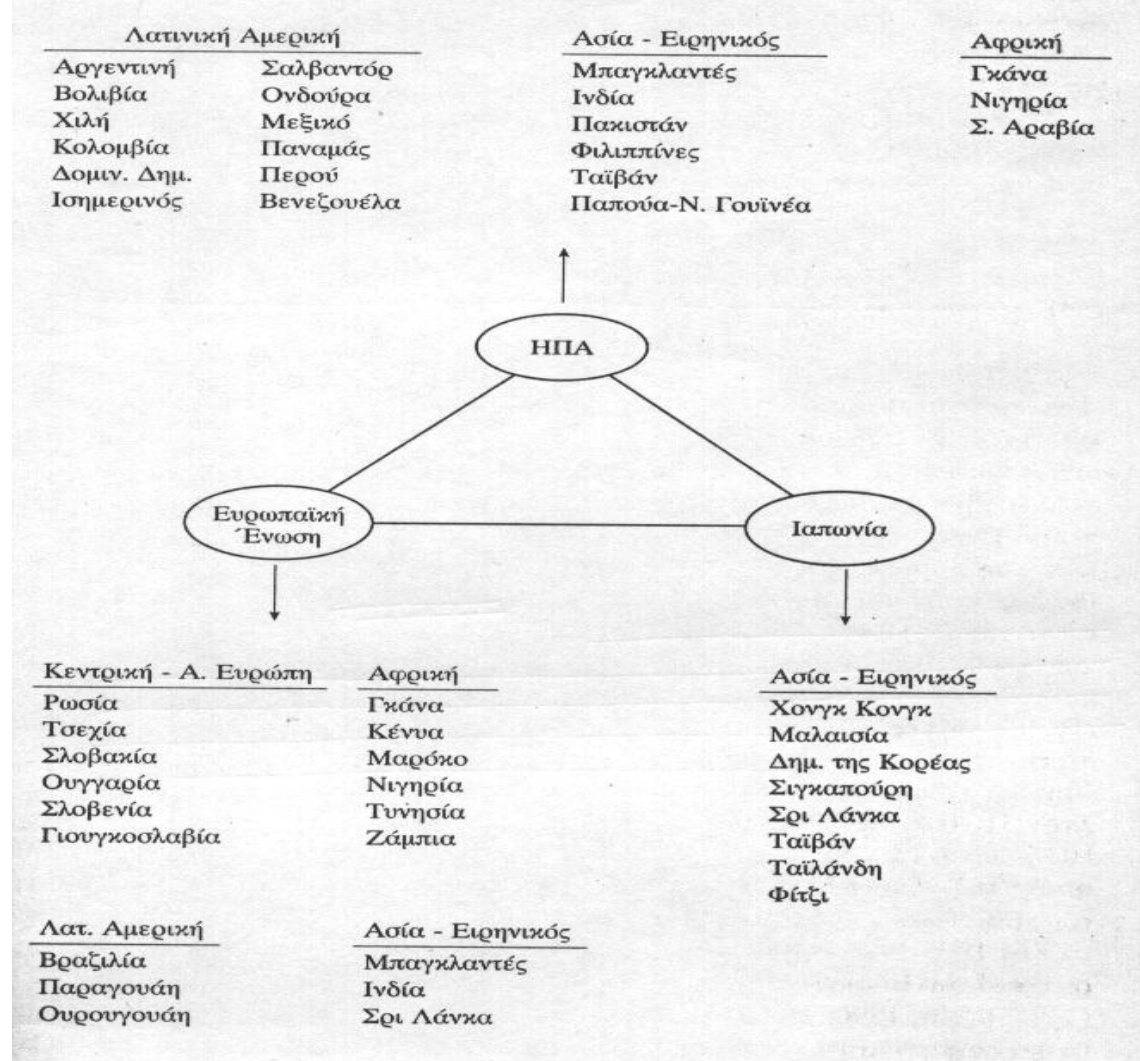 Λατινική Αμερική
Αργεντινή
Βολιβία
Χιλή
Κολομβία
Δομιν. Δημ.
Ισημερινός
Σαλβαντόρ
Ονδούρα
Μεξικό
Παναμάς
Περού
Βενεζουέλα
Ασία - Ειρηνικός
Μπαγκλαντές
Ινδία
Πακιστάν
Φιλιππίνες
Ταϊβάν
Παπούα-Ν. Γουϊνέα
Αφρική
Γκάνα
Νιγηρία
Σ. Αραβία
ΗΠΑ
Ευρωπαϊκή
Ένωση
Ιαπωνία
Κεντρική - Α. Ευρώπη
Ρωσία
Τσεχία
Σλοβακία
Ουγγαρία
Σλοβενία
Γιουγκοσλαβία
Αφρική
Γκάνα
Κένυα
Μαρόκο
Νιγηρία
Τυνησία
Ζάμπια
Λατ. Αμερική
Βραζιλία
Παραγουάη
Ουρουγουάη
Ασία - Ειρηνικός
Μπαγκλαντές
Ινδία
Σρι Λάνκα
Ασία - Ειρηνικός
Χονγκ Κονγκ
Μαλαισία
Δημ. της Κορέας
Σιγκαπούρη
Σρι Λάνκα
Ταϊβάν
Ταϊλάνδη
Φίτζι